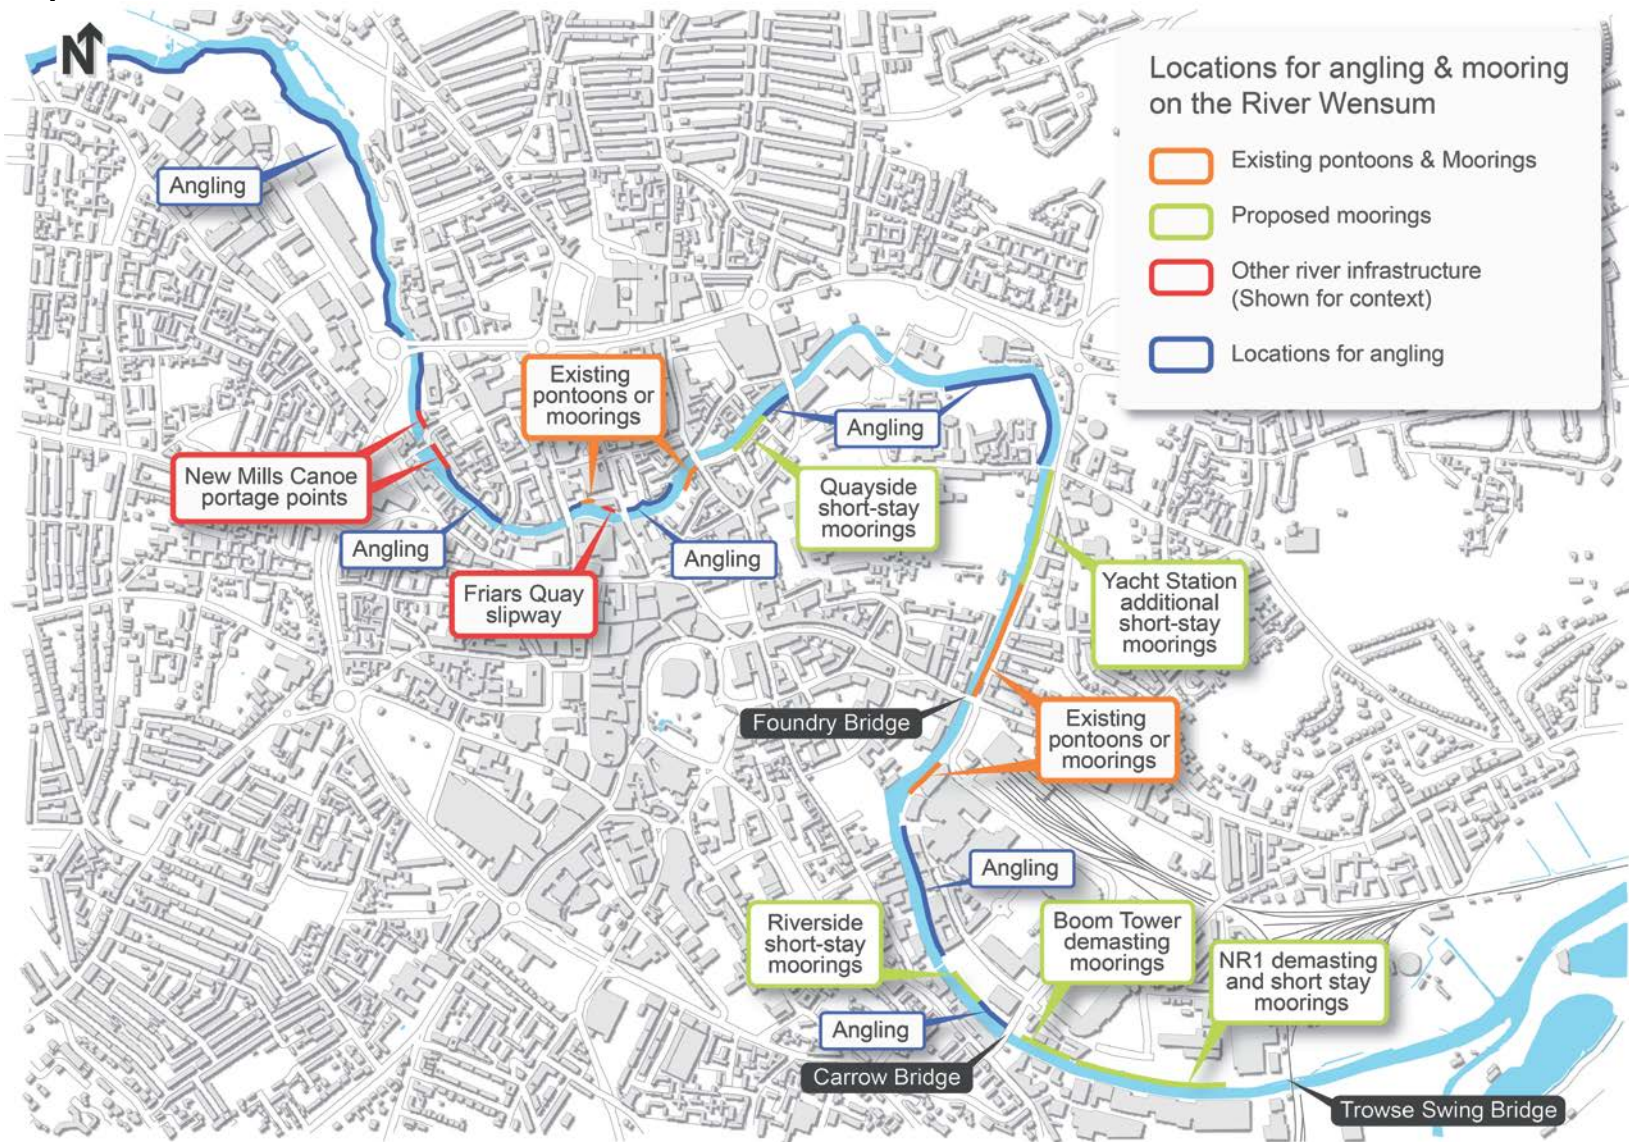 N
Locations for angling & mooring
on the River Wensum
Existing pontoons & Moorings
Proposed moorings
Other river infrastructure
(Shown for context)
Locations for angling
Angling
Existing
pontoons or
moorings
Angling
New Mills Canoe
portage points
Quayside
short-stay
moorings
Angling
Angling
Friars Quay
slipway
Yacht Station
additional
short-stay
moorings
Foundry Bridge
Existing
pontoons or
moorings
Angling
Riverside
short-stay
moorings
Boom Tower
demasting
moorings
NR1 demasting
and short stay
moorings
Angling
Carrow Bridge
Trowse Swing Bridge